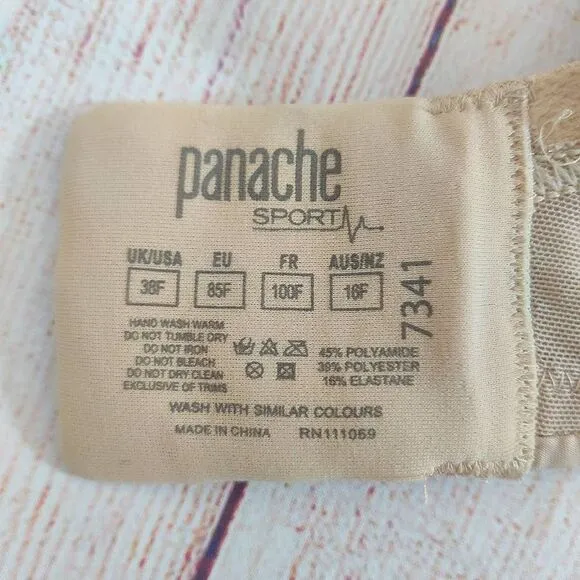 panache
SPORT
UK/USA EU FR AUS/NZ
38F 85F 100F 16F
7341
HAND WASH WARM
DO NOT TUMBLE DRY
DO NOT IRON
DO NOT BLEACH
DO NOT DRY CLEAN
EXCLUSIVE OF TRIMS
45% POLYAMIDE
39% POLYESTER
16% ELASTANE
WASH WITH SIMILAR COLOURS
MADE IN CHINA RN111059